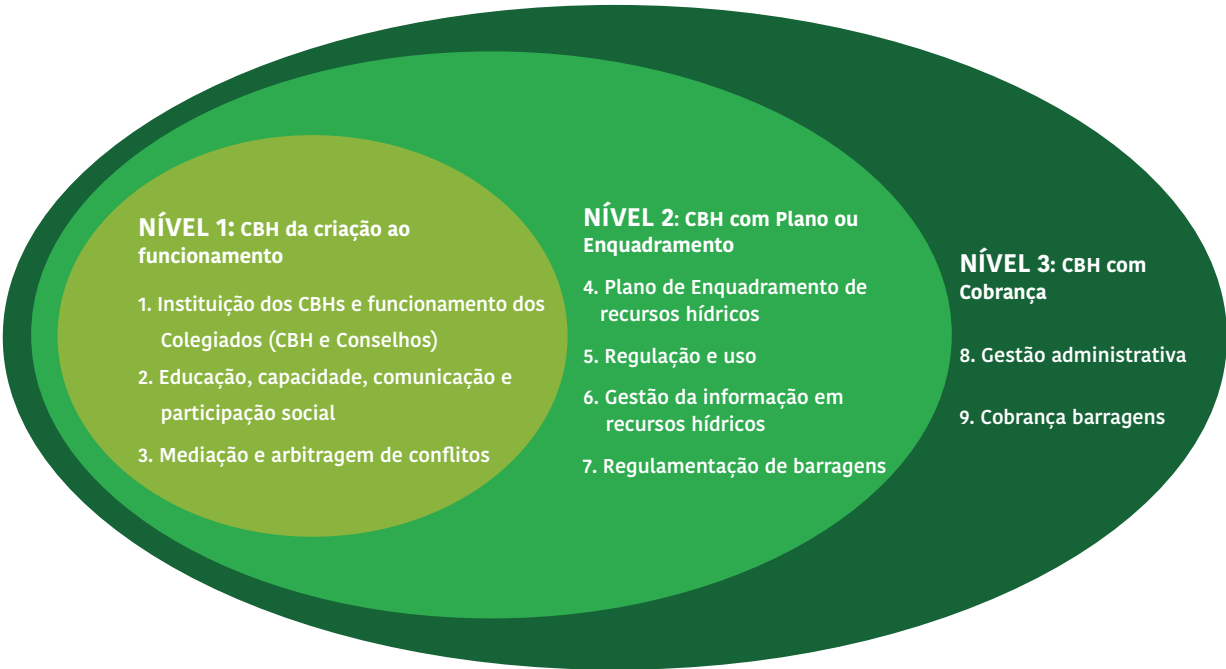 NÍVEL 1: CBH da criação ao
funcionamento
1. Instituição dos CBHs e funcionamento dos
Colegiados (CBH e Conselhos)
2. Educação, capacidade, comunicação e
participação social
3. Mediação e arbitragem de conflitos
NÍVEL 2: CBH com Plano ou
Enquadramento
4. Plano de Enquadramento de
recursos hídricos
5. Regulação e uso
6. Gestão da informação em
recursos hídricos
7. Regulamentação de barragens
NÍVEL 3: CBH com
Cobrança
8. Gestão administrativa
9. Cobrança barragens